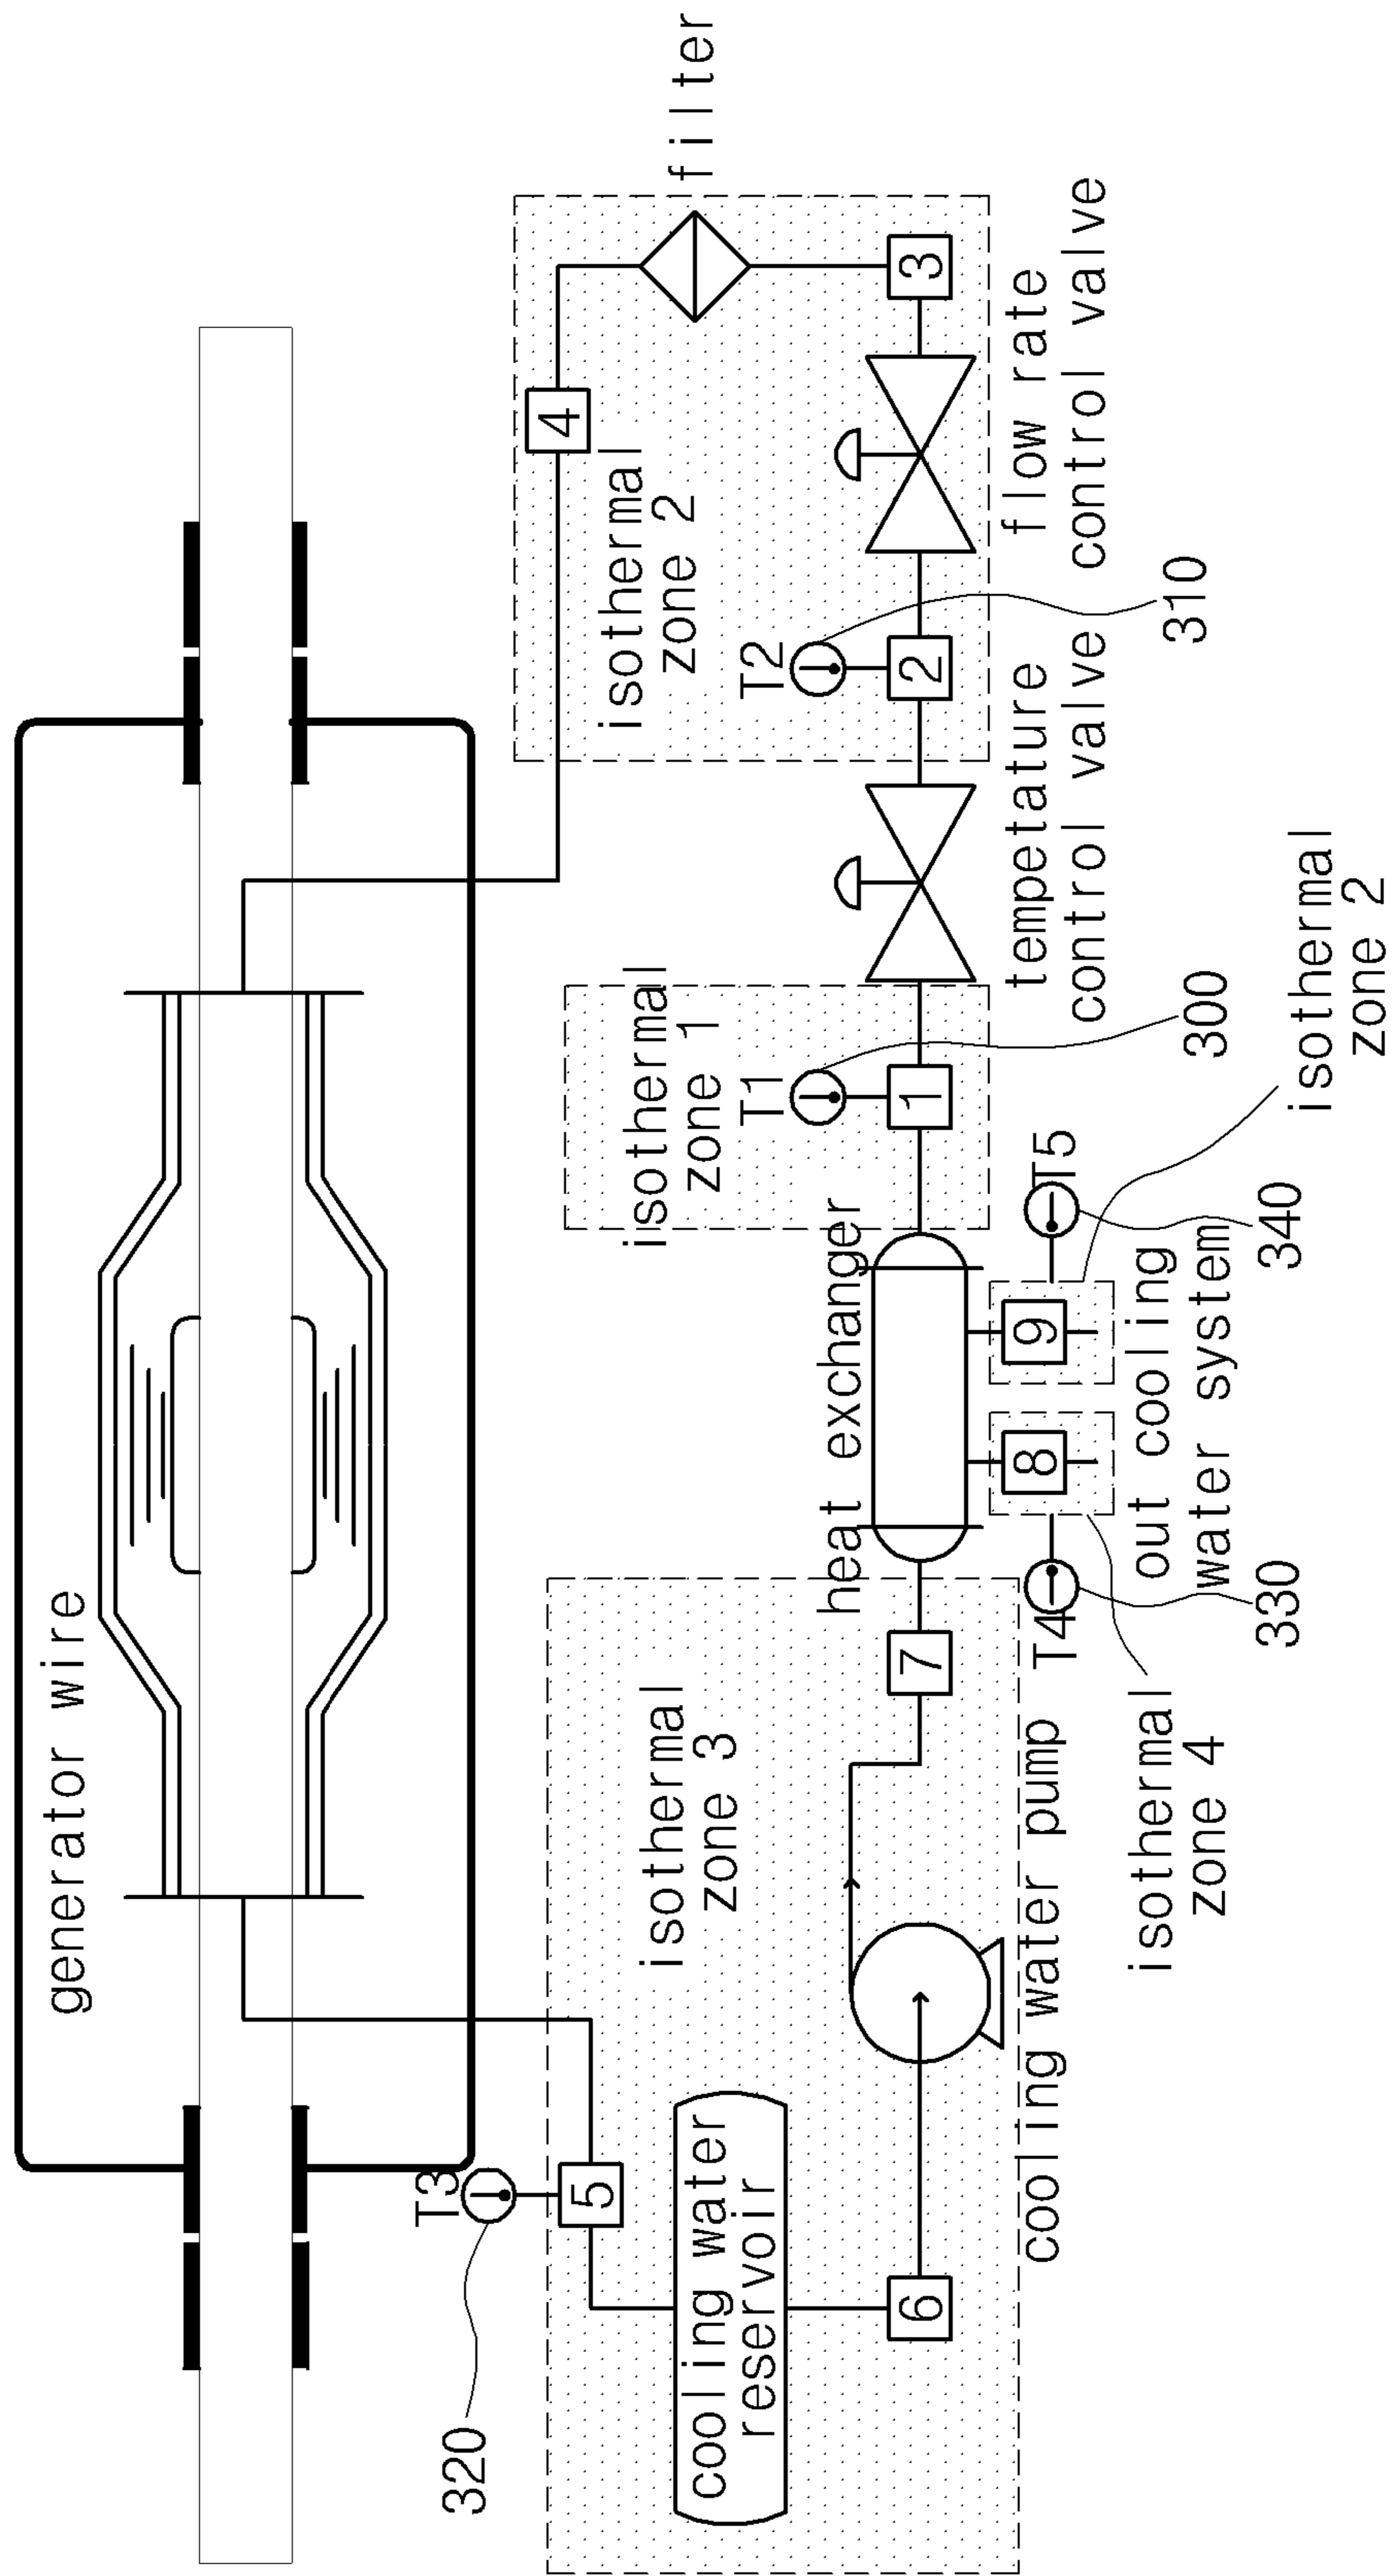 generator wire
filter
4
isothermal
zone 2
3
T2
2
flow rate
control valve
310
tempetature
control valve
isothermal
zone 1
T1
1
300
heat exchanger
T5
9
340
isothermal
zone 2
8
T4
330
out cooling
water system
isothermal
zone 4
isothermal
zone 3
7
cooling water pump
T3
5
320
cooling water
reservoir
6